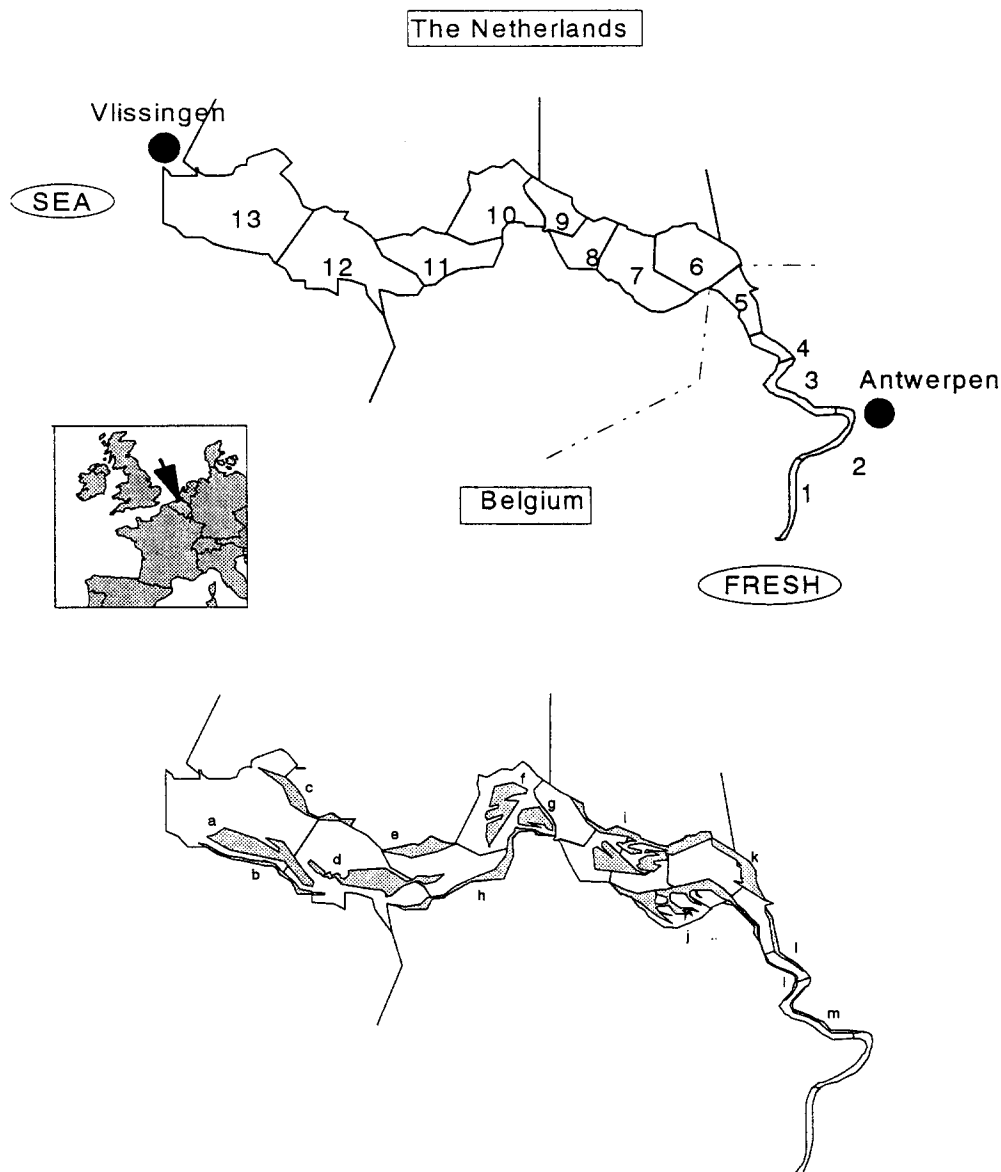 The Netherlands
Vlissingen
SEA
13
12
11
10
9
8
7
6
5
4
3
Antwerpen
2
1
Belgium
FRESH
a
b
c
d
e
f
g
h
i
j
k
l
l
m